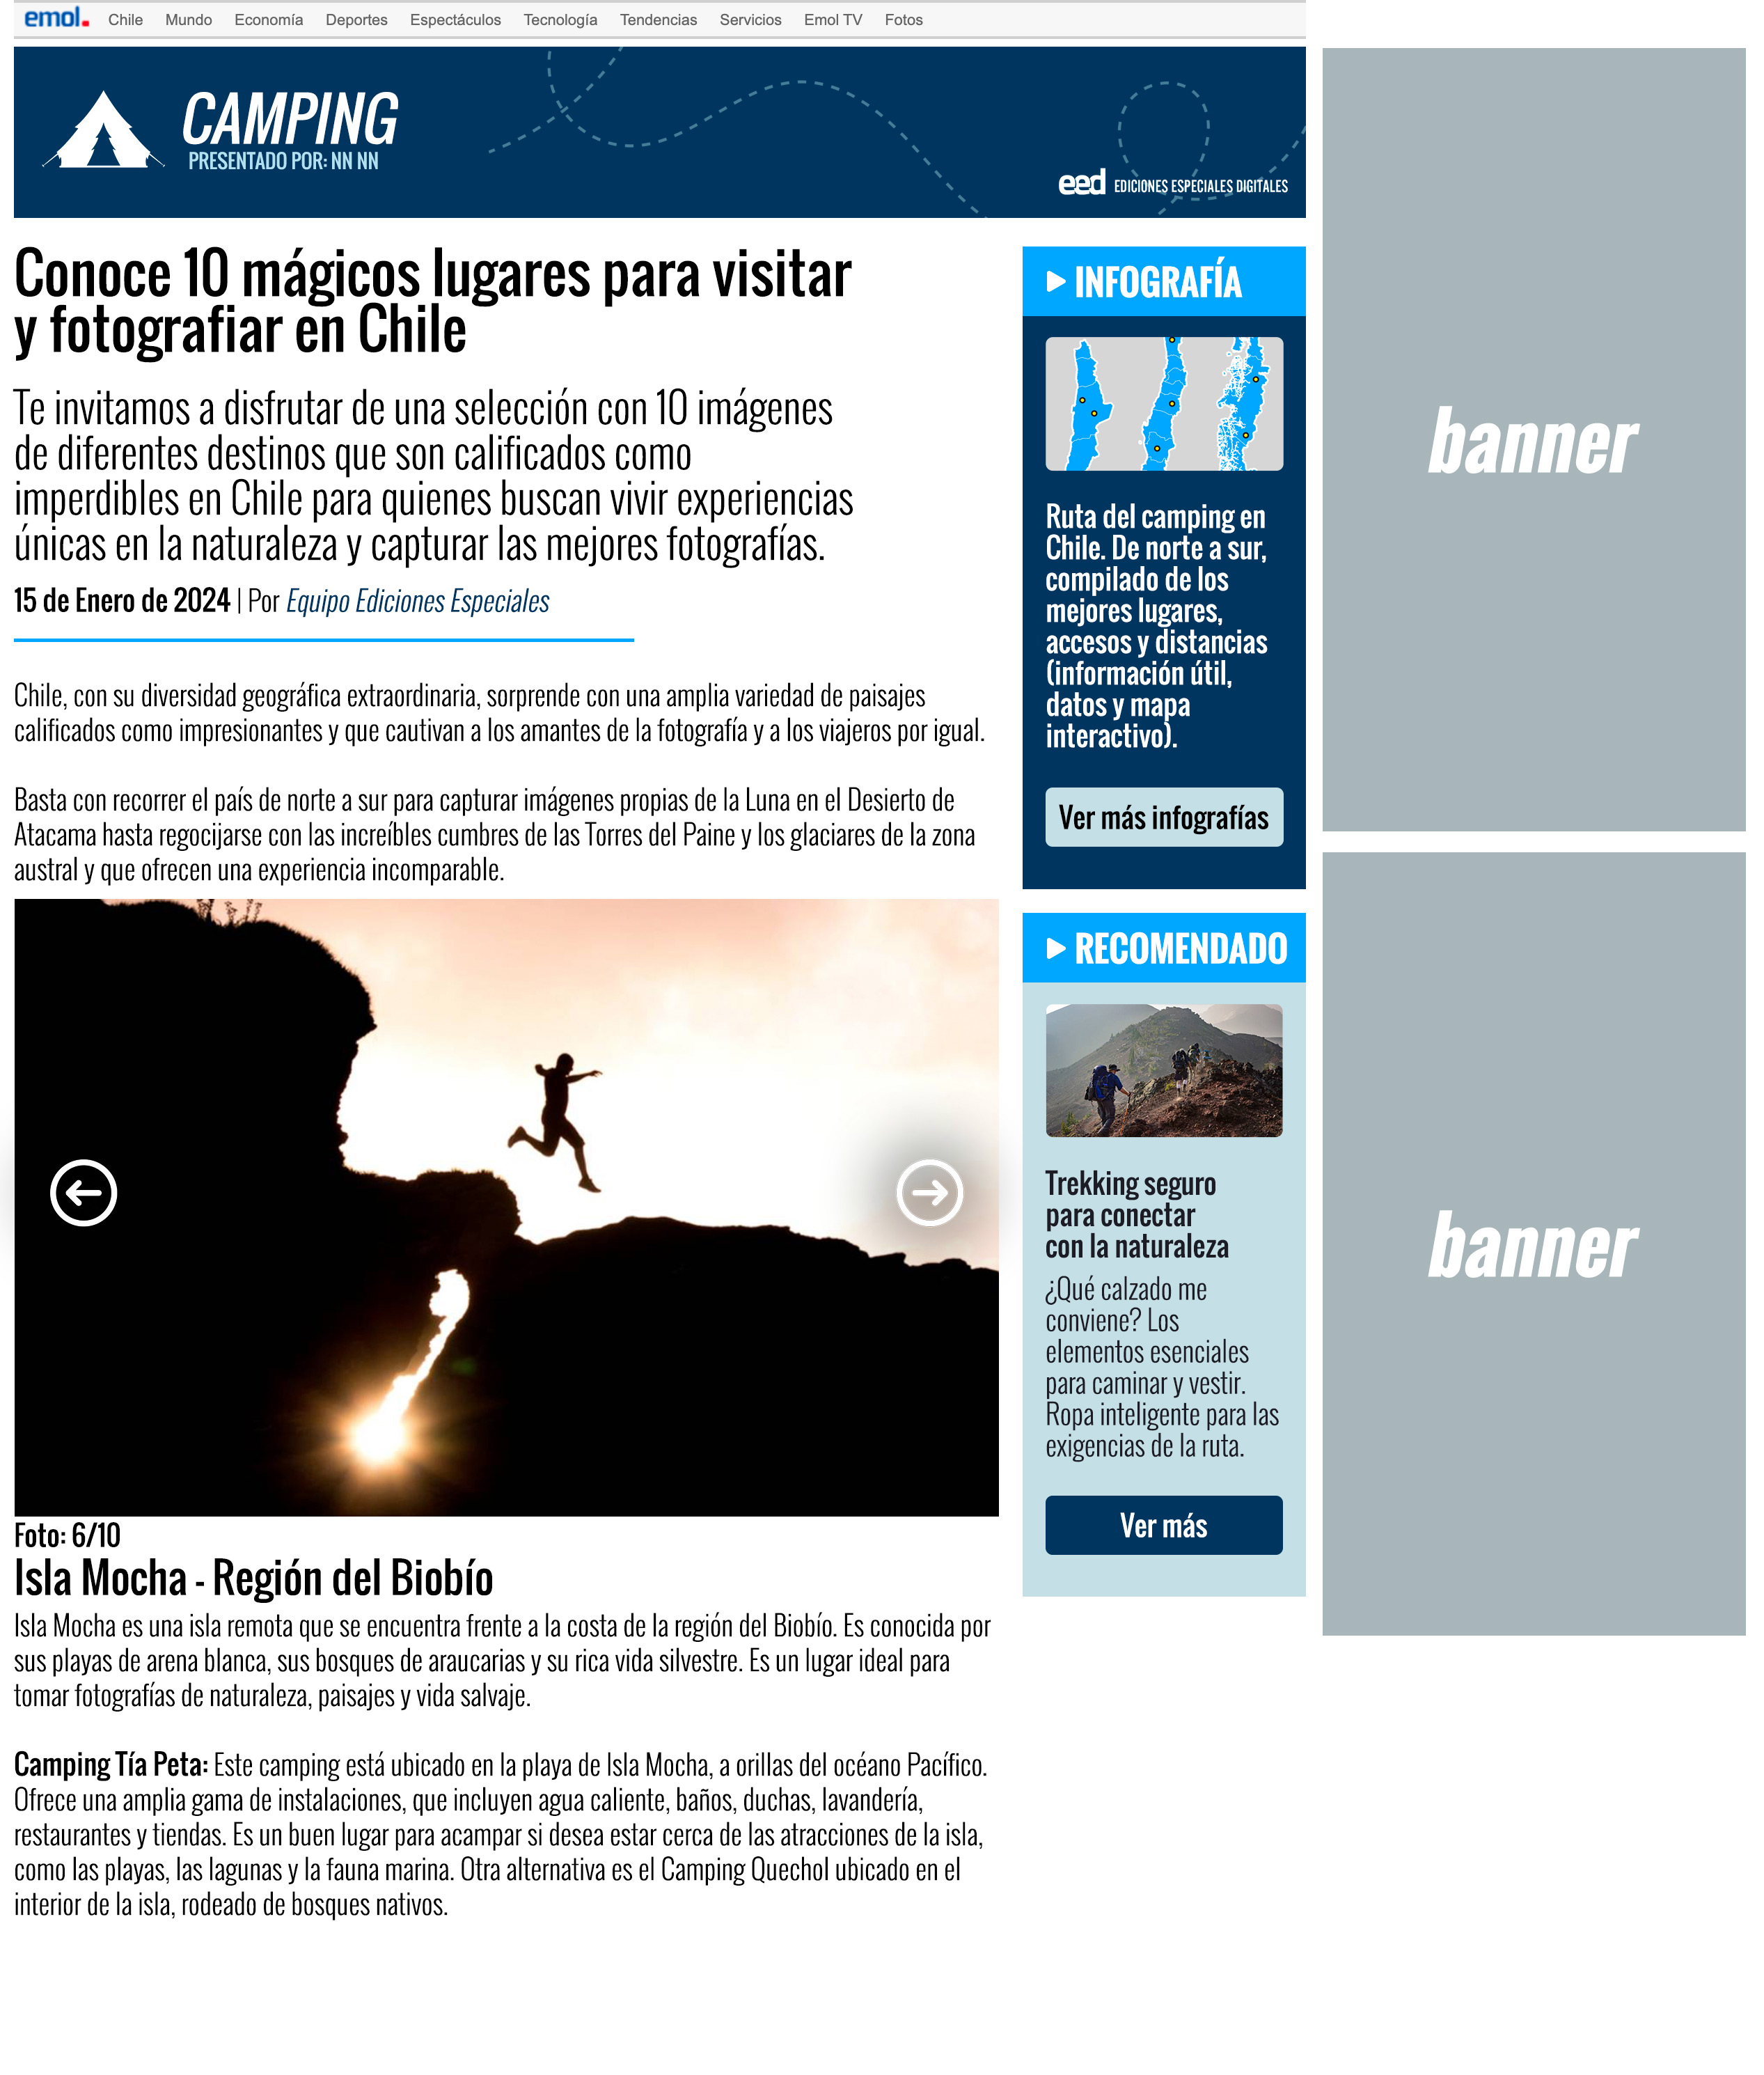 emol. Chile Mundo Economía Deportes Espectáculos Tecnología Tendencias Servicios Emol TV Fotos
CAMPING
PRESENTADO POR: NN NN
eed EDICIONES ESPECIALES DIGITALES
Conoce 10 mágicos lugares para visitar
y fotografiar en Chile
Te invitamos a disfrutar de una selección con 10 imágenes
de diferentes destinos que son calificados como
imperdibles en Chile para quienes buscan vivir experiencias
únicas en la naturaleza y capturar las mejores fotografías.
15 de Enero de 2024 | Por Equipo Ediciones Especiales
Chile, con su diversidad geográfica extraordinaria, sorprende con una amplia variedad de paisajes
calificados como impresionantes y que cautivan a los amantes de la fotografía y a los viajeros por igual.
Basta con recorrer el país de norte a sur para capturar imágenes propias de la Luna en el Desierto de
Atacama hasta regocijarse con las increíbles cumbres de las Torres del Paine y los glaciares de la zona
austral y que ofrecen una experiencia incomparable.
Foto: 6/10
Isla Mocha - Región del Biobío
Isla Mocha es una isla remota que se encuentra frente a la costa de la región del Biobío. Es conocida por
sus playas de arena blanca, sus bosques de araucarias y su rica vida silvestre. Es un lugar ideal para
tomar fotografías de naturaleza, paisajes y vida salvaje.
Camping Tía Peta: Este camping está ubicado en la playa de Isla Mocha, a orillas del océano Pacífico.
Ofrece una amplia gama de instalaciones, que incluyen agua caliente, baños, duchas, lavandería,
restaurantes y tiendas. Es un buen lugar para acampar si desea estar cerca de las atracciones de la isla,
como las playas, las lagunas y la fauna marina. Otra alternativa es el Camping Quechol ubicado en el
interior de la isla, rodeado de bosques nativos.
INFOGRAFÍA
Ruta del camping en
Chile. De norte a sur,
compilado de los
mejores lugares,
accesos y distancias
(información útil,
datos y mapa
interactivo).
Ver más infografías
RECOMENDADO
Trekking seguro
para conectar
con la naturaleza
¿Qué calzado me
conviene? Los
elementos esenciales
para caminar y vestir.
Ropa inteligente para las
exigencias de la ruta.
Ver más
banner
banner